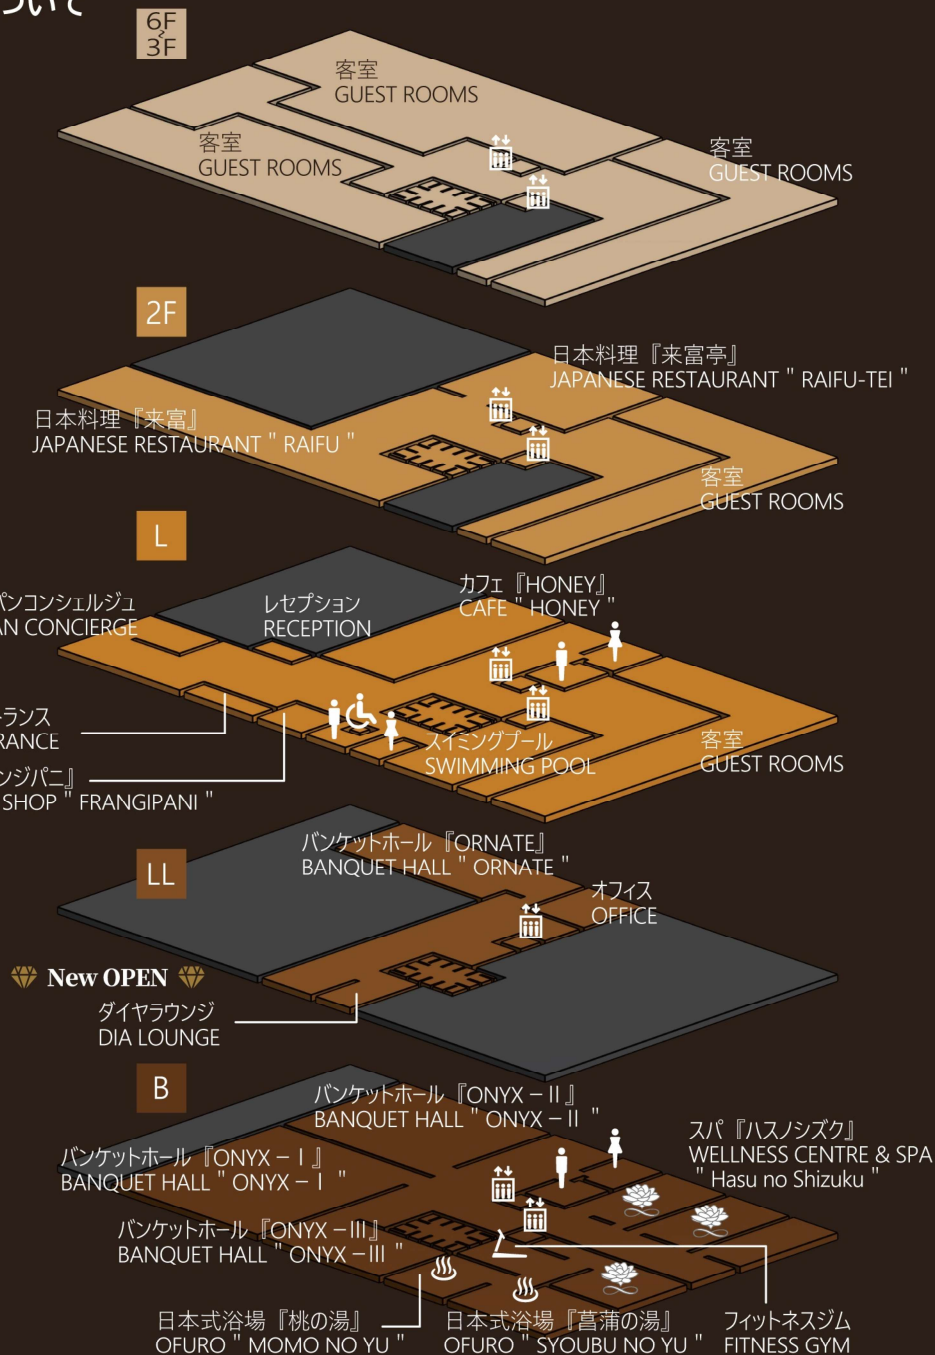 ついて
6F
~
3F
客室
GUEST ROOMS
客室
GUEST ROOMS
客室
GUEST ROOMS
2F
日本料理『来富亭』
JAPANESE RESTAURANT " RAIFU-TEI "
日本料理『来富』
JAPANESE RESTAURANT " RAIFU "
客室
GUEST ROOMS
L
パンコンシェルジュ
AN CONCIERGE
レセプション
RECEPTION
カフェ『HONEY』
CAFE " HONEY "
トランス
RANCE
スイミングプール
SWIMMING POOL
客室
GUEST ROOMS
ンジパニ』
SHOP " FRANGIPANI "
バンケットホール『ORNATE』
BANQUET HALL " ORNATE "
LL
オフィス
OFFICE
New OPEN
ダイヤラウンジ
DIA LOUNGE
B
バンケットホール『ONYX－II』
BANQUET HALL " ONYX－II "
スパ『ハスノシズク』
WELLNESS CENTRE & SPA
" Hasu no Shizuku "
バンケットホール『ONYX－I』
BANQUET HALL " ONYX－I "
バンケットホール『ONYX－III』
BANQUET HALL " ONYX－III "
日本式浴場『桃の湯』
OFURO " MOMO NO YU "
日本式浴場『菖蒲の湯』
OFURO " SYOUBU NO YU "
フィットネスジム
FITNESS GYM